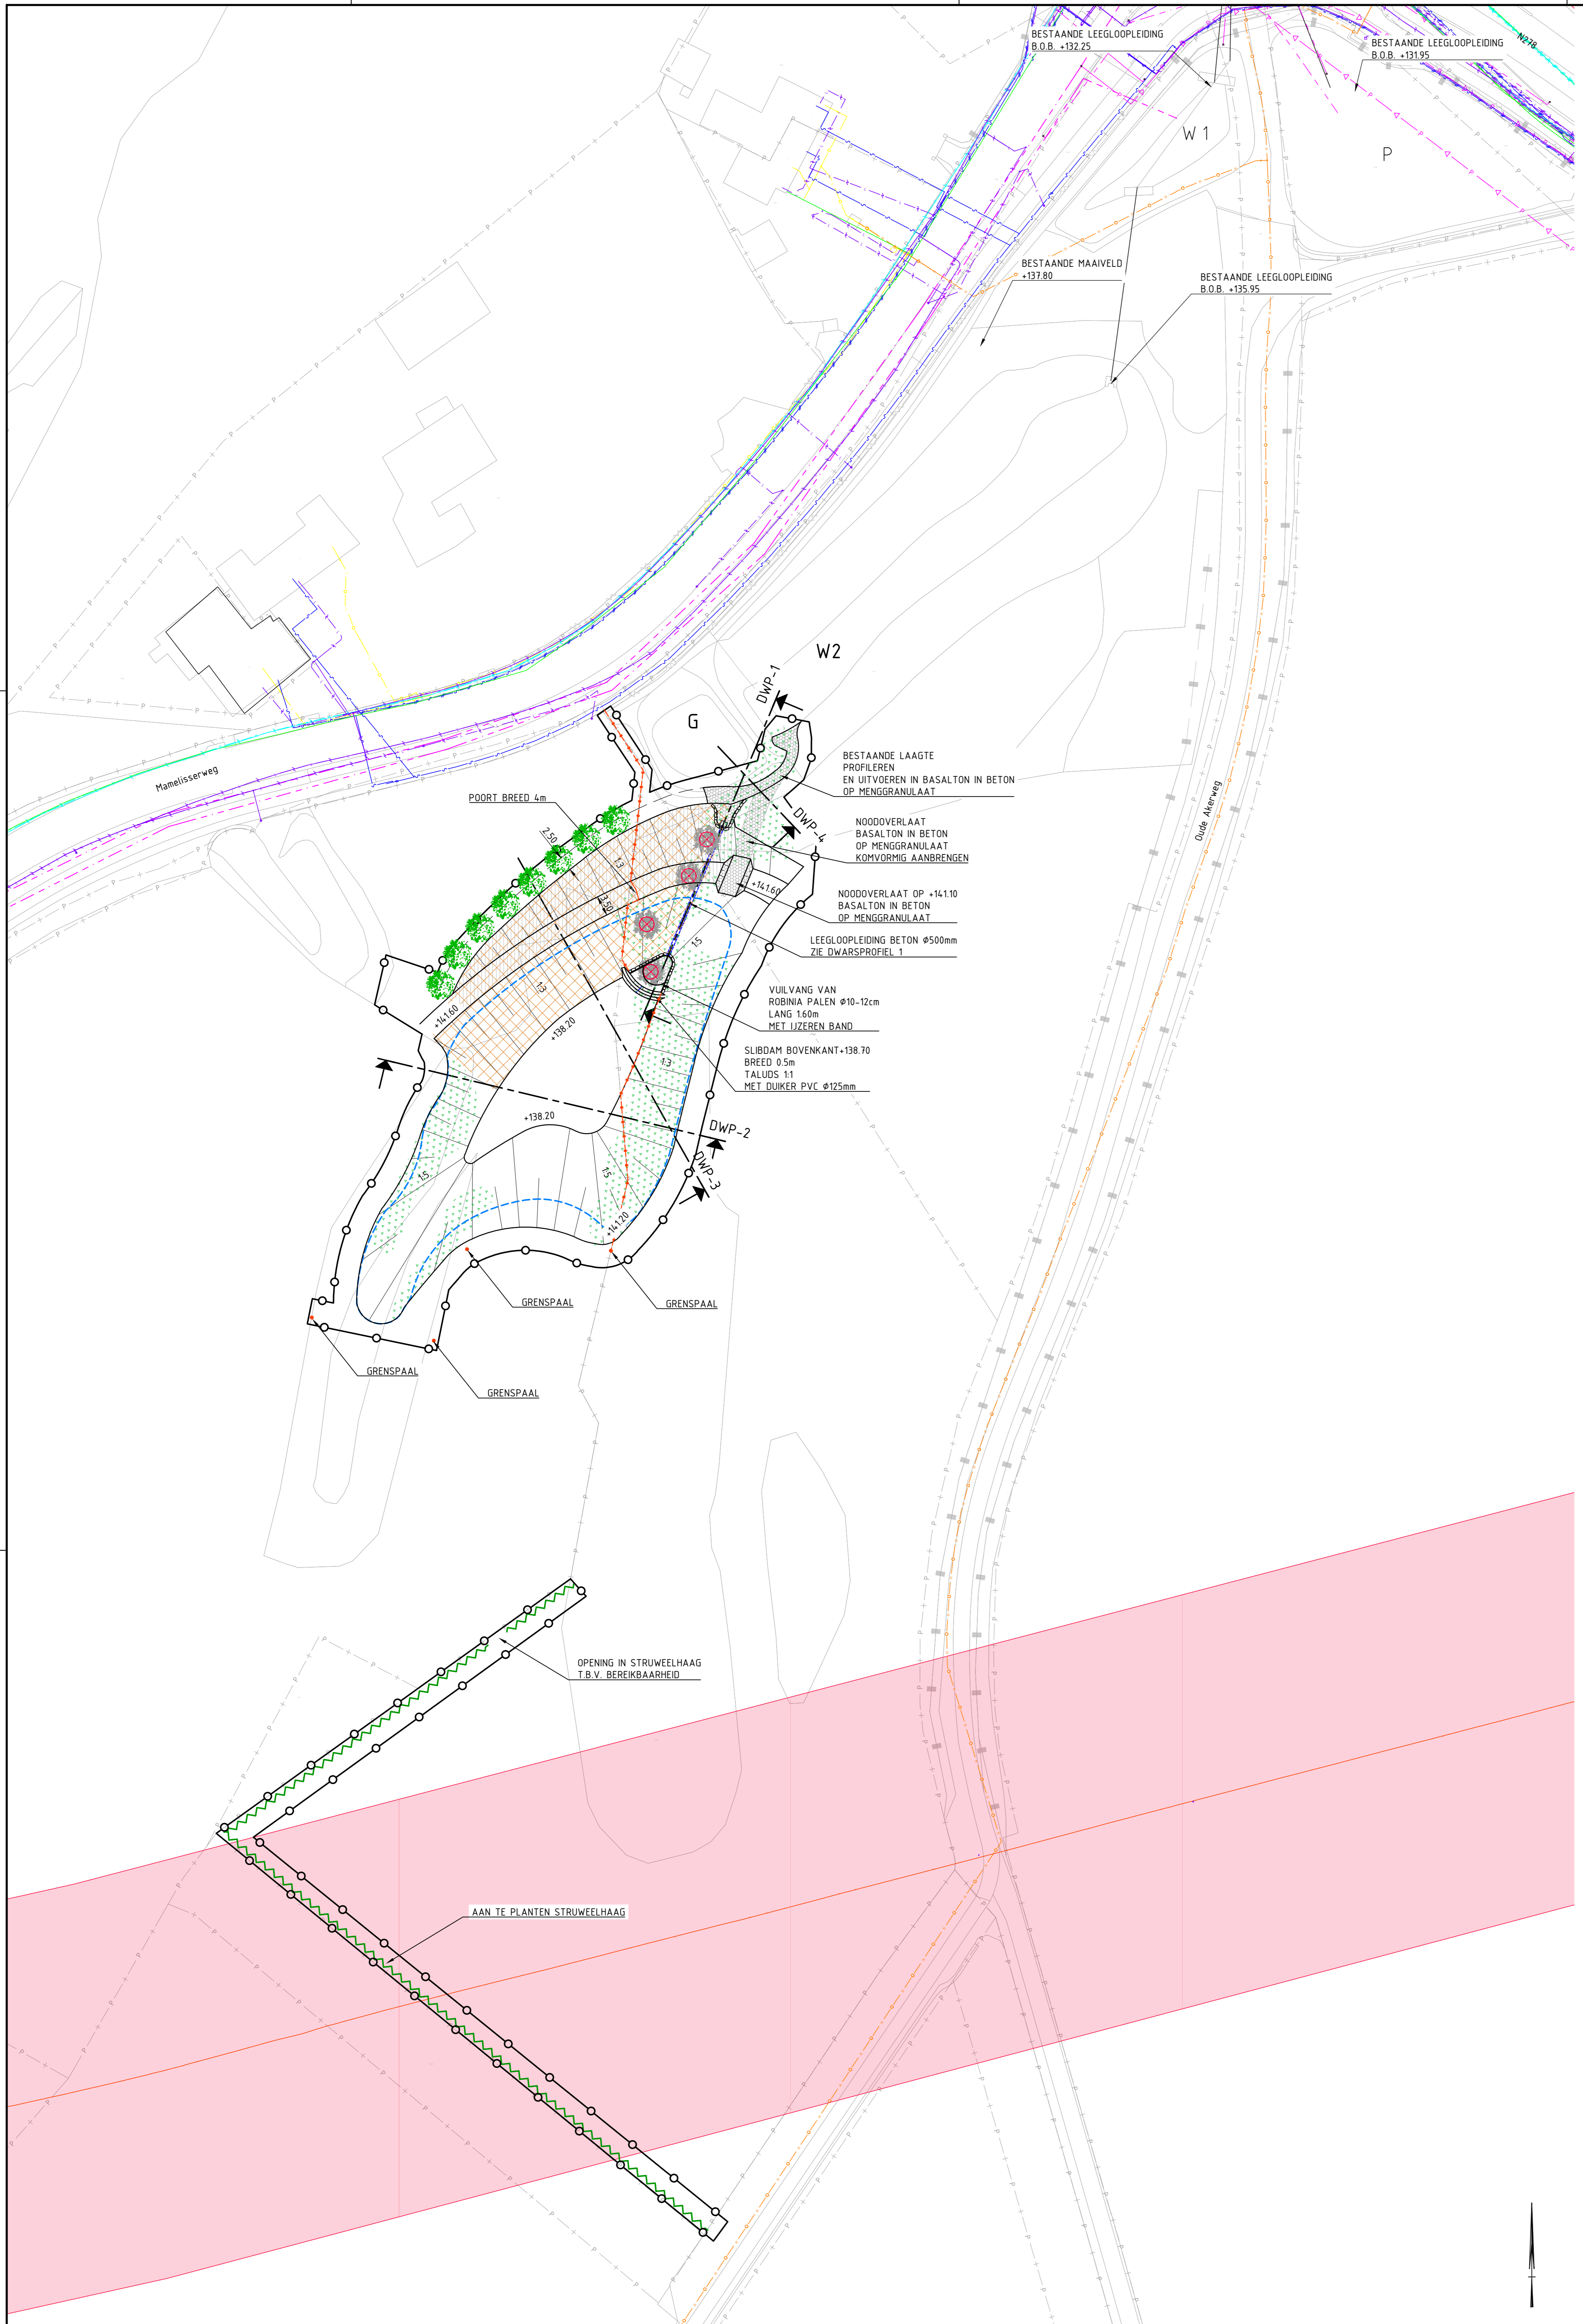 BESTAANDE LEEGLOOPLEIDING
B.O.B. +132.25
BESTAANDE LEEGLOOPLEIDING
B.O.B. +131.95
N278
W 1
P
BESTAANDE MAAIVELD
+137.80
BESTAANDE LEEGLOOPLEIDING
B.O.B. +135.95
W2
DWP-1
G
BESTAANDE LAAGTE
PROFILEREN
EN UITVOEREN IN BASALTON IN BETON
OP MENGGRANULAAT
Mamelisserweg
Oude Akerweg
POORT BREED 4m
DWP-4
NOODOVERLAAT
BASALTON IN BETON
OP MENGGRANULAAT
KOMVORMIG AANBRENGEN
2.50
1:3
3.50
+141.60
NOODOVERLAAT OP +141.10
BASALTON IN BETON
OP MENGGRANULAAT
LEEGLOOPLEIDING BETON Ø500mm
ZIE DWARSPROFIEL 1
1:5
1:3
VUILVANG VAN
ROBINIA PALEN Ø10-12cm
LANG 1.60m
MET IJZEREN BAND
+141.60
+138.20
SLIBDAM BOVENKANT+138.70
BREED 0.5m
TALUDS 1:1
MET DUIKER PVC Ø125mm
1:3
+138.20
DWP-2
DWP-3
1:5
1:5
+141.20
GRENSPAAL
GRENSPAAL
GRENSPAAL
GRENSPAAL
OPENING IN STRUWEELHAAG
T.B.V. BEREIKBAARHEID
AAN TE PLANTEN STRUWEELHAAG